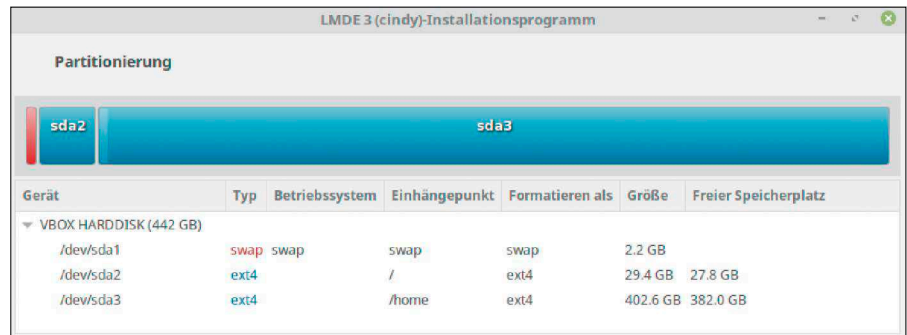 LMDE 3 (cindy)-Installationsprogramm
Partitionierung
sda2 sda3
Gerät Typ Betriebssystem Einhängepunkt Formatieren als Größe Freier Speicherplatz
VBOX HARDDISK (442 GB)
/dev/sda1 swap swap swap swap 2.2 GB
/dev/sda2 ext4 / ext4 29.4 GB 27.8 GB
/dev/sda3 ext4 /home ext4 402.6 GB 382.0 GB